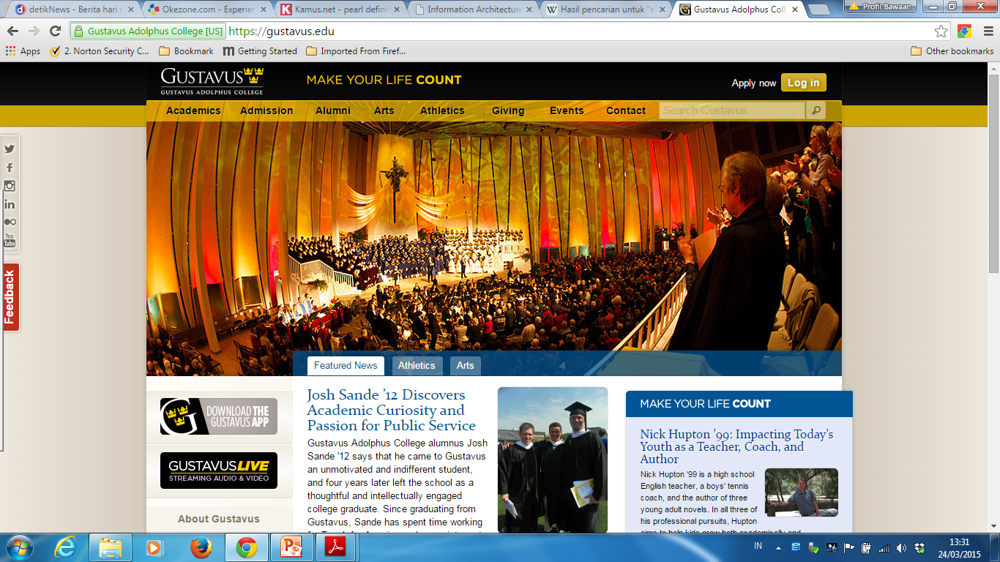 detikNews - Berita hari i
Okezone.com - Experien
Kamus.net - pearl defini
Information Architecture
Hasil pencarian untuk "e
Gustavus Adolphus Coll
Profil Bawaan
Gustavus Adolphus College [US]
https://gustavus.edu
Apps
2. Norton Security C...
Bookmark
Getting Started
Imported From Firef...
Other bookmarks
GUSTAVUS
GUSTAVUS ADOLPHUS COLLEGE
MAKE YOUR LIFE COUNT
Apply now
Log in
Academics
Admission
Alumni
Arts
Athletics
Giving
Events
Contact
Search Gustavus...
You
Tube
Feedback
Featured News
Athletics
Arts
DOWNLOAD THE
GUSTAVUS APP
GUSTAVUS LIVE
STREAMING AUDIO & VIDEO
About Gustavus
Josh Sande '12 Discovers
Academic Curiosity and
Passion for Public Service
Gustavus Adolphus College alumnus Josh
Sande '12 says that he came to Gustavus
an unmotivated and indifferent student,
and four years later left the school as a
thoughtful and intellectually engaged
college graduate. Since graduating from
Gustavus, Sande has spent time working
MAKE YOUR LIFE COUNT
Nick Hupton '99: Impacting Today's
Youth as a Teacher, Coach, and
Author
Nick Hupton '99 is a high school
English teacher, a boys' tennis
coach, and the author of three
young adult novels. In all three of
his professional pursuits, Hupton
IN
13:31
24/03/2015